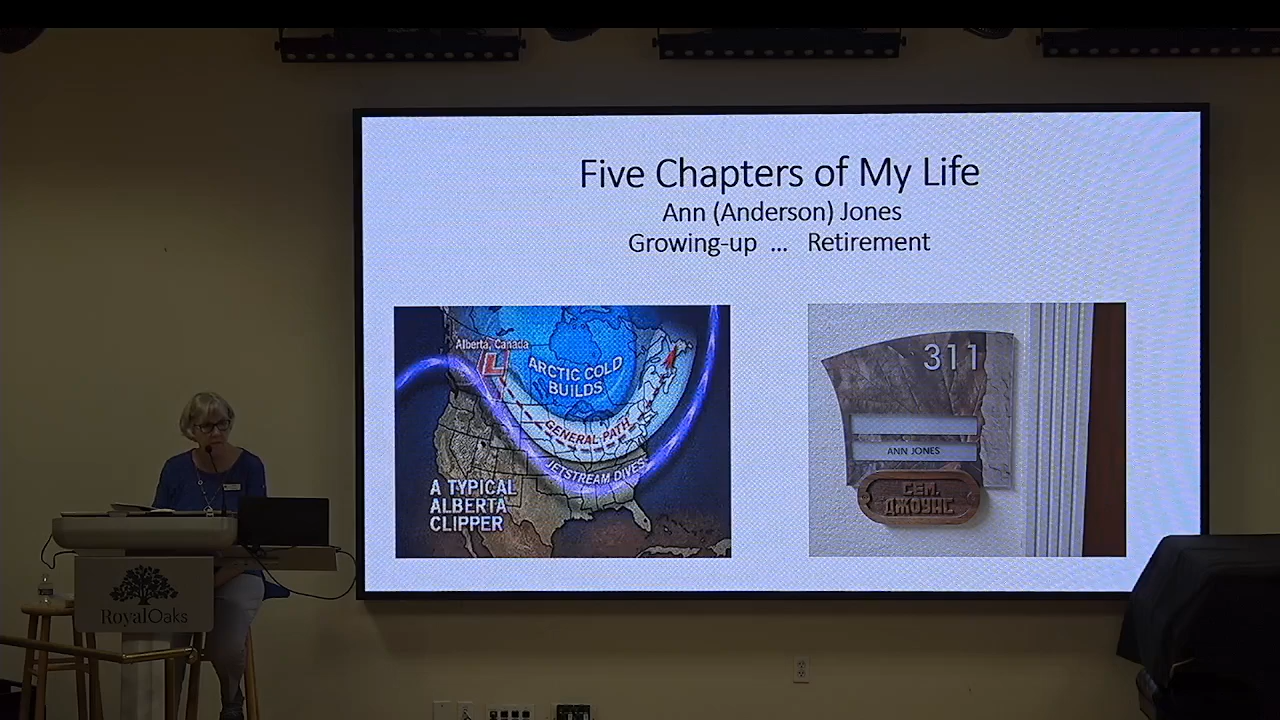 Five Chapters of My Life
Ann (Anderson) Jones
Growing-up ... Retirement
Alberta, Canada
L
ARCTIC COLD
BUILDS
GENERAL PATH
JETSTREAM DIVES
A TYPICAL
ALBERTA
CLIPPER
311
ANN JONES
СЕМ.
ДЖОУНС
RoyalOaks